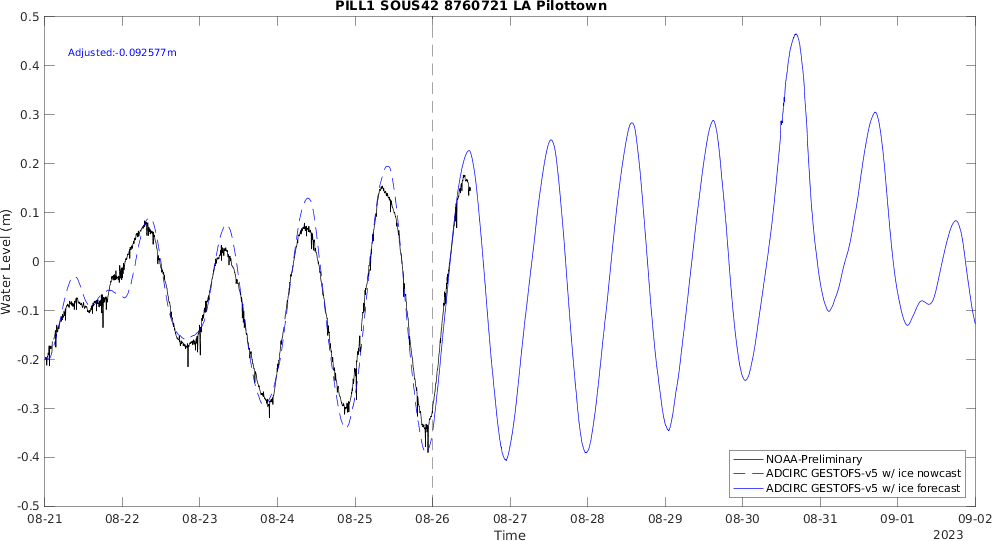 PILL1 SOUS42 8760721 LA Pilottown
Adjusted:-0.092577m
Water Level (m)
0.5
0.4
0.3
0.2
0.1
0
-0.1
-0.2
-0.3
-0.4
-0.5
NOAA-Preliminary
ADCIRC GESTOFS-v5 w/ ice nowcast
ADCIRC GESTOFS-v5 w/ ice forecast
08-21 08-22 08-23 08-24 08-25 08-26 08-27 08-28 08-29 08-30 08-31 09-01 09-02
Time
2023